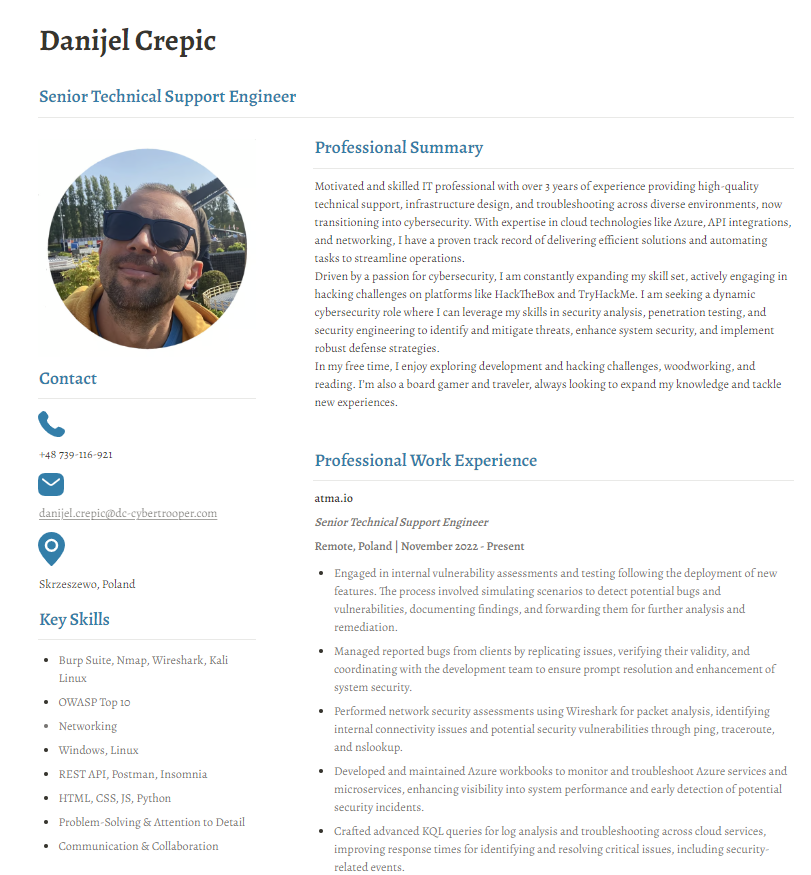 Danijel Crepic
Senior Technical Support Engineer
Contact
+48 739-116-921
danijel.crepic@dc-cybertrooper.com
Skrzeszewo, Poland
Key Skills
Burp Suite, Nmap, Wireshark, Kali
Linux
OWASP Top 10
Networking
Windows, Linux
REST API, Postman, Insomnia
HTML, CSS, JS, Python
Problem-Solving & Attention to Detail
Communication & Collaboration
Professional Summary
Motivated and skilled IT professional with over 3 years of experience providing high-quality
technical support, infrastructure design, and troubleshooting across diverse environments, now
transitioning into cybersecurity. With expertise in cloud technologies like Azure, API integrations,
and networking, I have a proven track record of delivering efficient solutions and automating
tasks to streamline operations.
Driven by a passion for cybersecurity, I am constantly expanding my skill set, actively engaging in
hacking challenges on platforms like HackTheBox and TryHackMe. I am seeking a dynamic
cybersecurity role where I can leverage my skills in security analysis, penetration testing, and
security engineering to identify and mitigate threats, enhance system security, and implement
robust defense strategies.
In my free time, I enjoy exploring development and hacking challenges, woodworking, and
reading. I'm also a board gamer and traveler, always looking to expand my knowledge and tackle
new experiences.
Professional Work Experience
atma.io
Senior Technical Support Engineer
Remote, Poland | November 2022 - Present
Engaged in internal vulnerability assessments and testing following the deployment of new
features. The process involved simulating scenarios to detect potential bugs and
vulnerabilities, documenting findings, and forwarding them for further analysis and
remediation.
Managed reported bugs from clients by replicating issues, verifying their validity, and
coordinating with the development team to ensure prompt resolution and enhancement of
system security.
Performed network security assessments using Wireshark for packet analysis, identifying
internal connectivity issues and potential security vulnerabilities through ping, traceroute,
and nslookup.
Developed and maintained Azure workbooks to monitor and troubleshoot Azure services and
microservices, enhancing visibility into system performance and early detection of potential
security incidents.
Crafted advanced KQL queries for log analysis and troubleshooting across cloud services,
improving response times for identifying and resolving critical issues, including security-
related events.